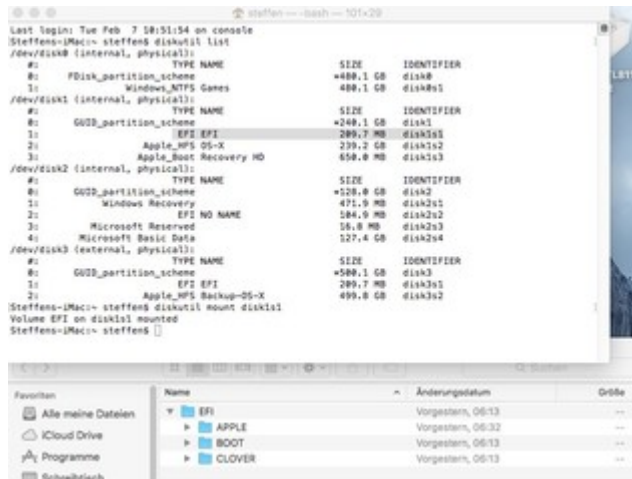 steffen — -bash — 101×29
Last login: Tue Feb 7 10:51:54 on console
Steffens-iMac:~ steffen$ diskutil list
/dev/disk0 (internal, physical):
#: TYPE NAME SIZE IDENTIFIER
0: FDisk_partition_scheme *480.1 GB disk0
1: Windows_NTFS Games 480.1 GB disk0s1
/dev/disk1 (internal, physical):
#: TYPE NAME SIZE IDENTIFIER
0: GUID_partition_scheme *240.1 GB disk1
1: EFI EFI 209.7 MB disk1s1
2: Apple_HFS OS-X 239.2 GB disk1s2
3: Apple_Boot Recovery HD 650.0 MB disk1s3
/dev/disk2 (internal, physical):
#: TYPE NAME SIZE IDENTIFIER
0: GUID_partition_scheme *128.0 GB disk2
1: Windows Recovery 471.9 MB disk2s1
2: EFI NO NAME 104.9 MB disk2s2
3: Microsoft Reserved 16.8 MB disk2s3
4: Microsoft Basic Data 127.4 GB disk2s4
/dev/disk3 (external, physical):
#: TYPE NAME SIZE IDENTIFIER
0: GUID_partition_scheme *500.1 GB disk3
1: EFI EFI 209.7 MB disk3s1
2: Apple_HFS Backup-OS-X 499.8 GB disk3s2
Steffens-iMac:~ steffen$ diskutil mount disk1s1
Volume EFI on disk1s1 mounted
Steffens-iMac:~ steffen$
Suchen
Favoriten
Name Änderungsdatum Größe
Alle meine Dateien
EFI Vorgestern, 06:13 --
iCloud Drive
APPLE Vorgestern, 06:32 --
Programme
BOOT Vorgestern, 06:13 --
CLOVER Vorgestern, 06:13 --
Schreibtisch